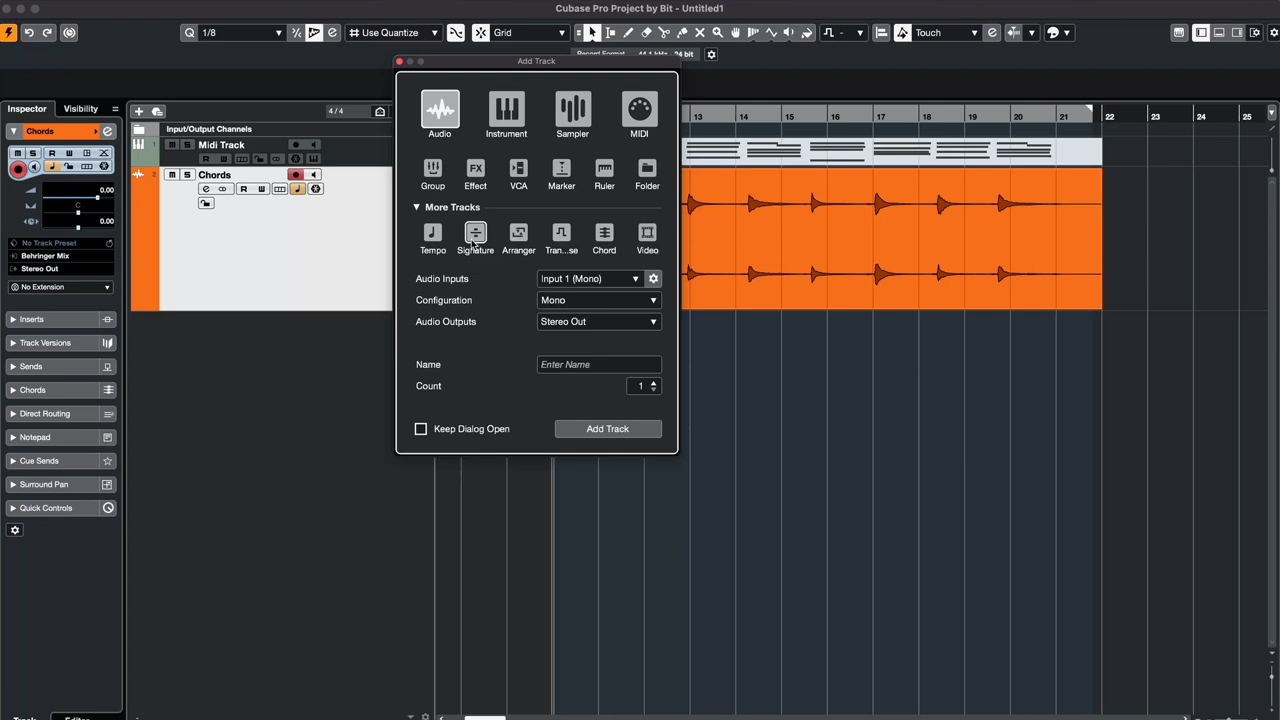 Cubase Pro Project by Bit - Untitled1
1/8
Use Quantize
Grid
Touch
Add Track
Audio
Instrument
Sampler
MIDI
FX
Group
Effect
VCA
Marker
Ruler
Folder
More Tracks
Tempo
Signature
Arranger
Tran...se
Chord
Video
Audio Inputs
Input 1 (Mono)
Configuration
Mono
Audio Outputs
Stereo Out
Name
Enter Name
Count
1
Keep Dialog Open
Add Track
Inspector
Visibility
Chords
M S R W
0.00
C
0.00
No Track Preset
Behringer Mix
Stereo Out
No Extension
Inserts
Track Versions
Sends
Chords
Direct Routing
Notepad
Cue Sends
Surround Pan
Quick Controls
4/4
Input/Output Channels
1 M S Midi Track
R W
2 M S Chords
R W
13 14 15 16 17 18 19 20 21 22 23 24 25